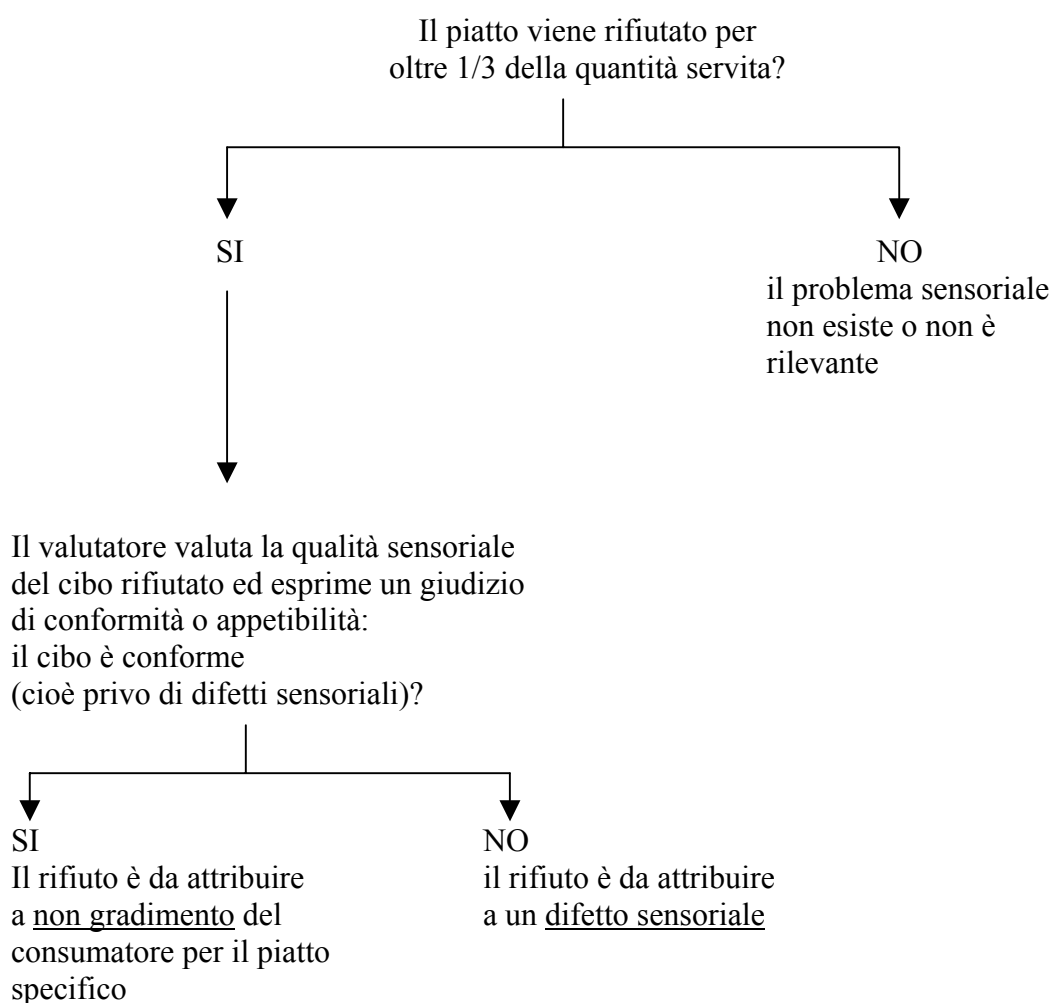 Il piatto viene rifiutato per
oltre 1/3 della quantità servita?
SI
NO
il problema sensoriale
non esiste o non è
rilevante
Il valutatore valuta la qualità sensoriale
del cibo rifiutato ed esprime un giudizio
di conformità o appetibilità:
il cibo è conforme
(cioè privo di difetti sensoriali)?
SI
Il rifiuto è da attribuire
a non gradimento del
consumatore per il piatto
specifico
NO
il rifiuto è da attribuire
a un difetto sensoriale